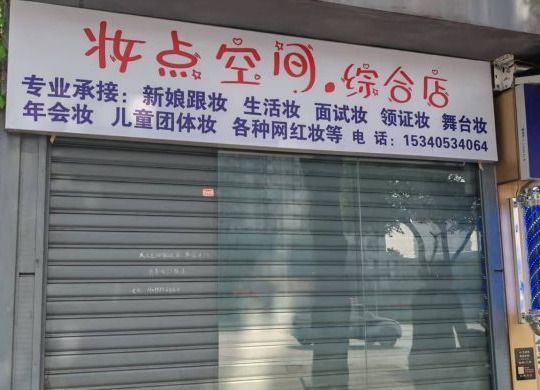 妆点空间.综合店
专业承接：新娘跟妆 生活妆 面试妆 领证妆 舞台妆
年会妆 儿童团体妆 各种网红妆等 电话：15340534064